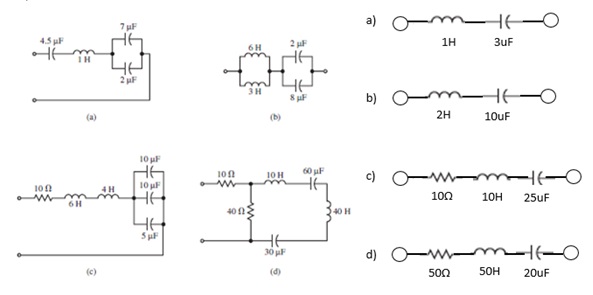 7 µF
4.5 µF
1 H
2 µF
(a)
6 H
2 µF
3 H
8 µF
(b)
a)
1H 3uF
b)
2H 10uF
10 µF
10 Ω
4 H
10 µF
6 H
5 µF
(c)
10 Ω
10 H
60 µF
40 Ω
40 H
30 µF
(d)
c)
10Ω 10H 25uF
d)
50Ω 50H 20uF